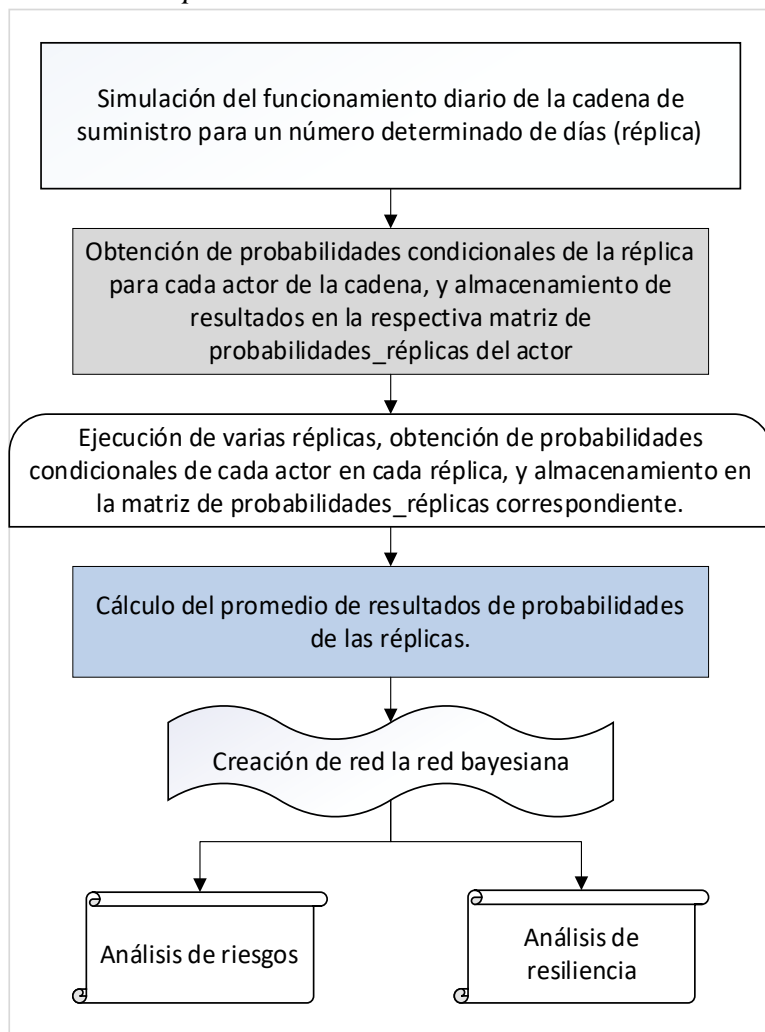 Simulación del funcionamiento diario de la cadena de
suministro para un número determinado de días (réplica)
Obtención de probabilidades condicionales de la réplica
para cada actor de la cadena, y almacenamiento de
resultados en la respectiva matriz de
probabilidades_réplicas del actor
Ejecución de varias réplicas, obtención de probabilidades
condicionales de cada actor en cada réplica, y almacenamiento en
la matriz de probabilidades_réplicas correspondiente.
Cálculo del promedio de resultados de probabilidades
de las réplicas.
Creación de red la red bayesiana
Análisis de riesgos
Análisis de
resiliencia